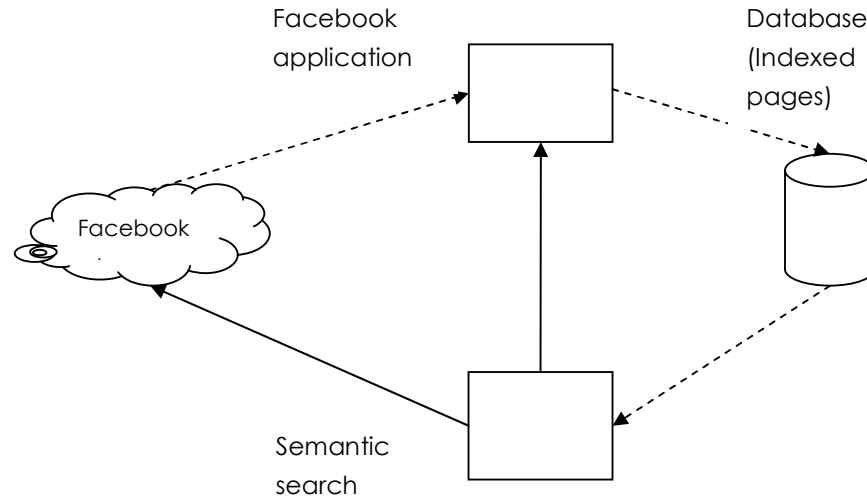 Facebook
application
Database
(Indexed
pages)
Facebook
Semantic
search